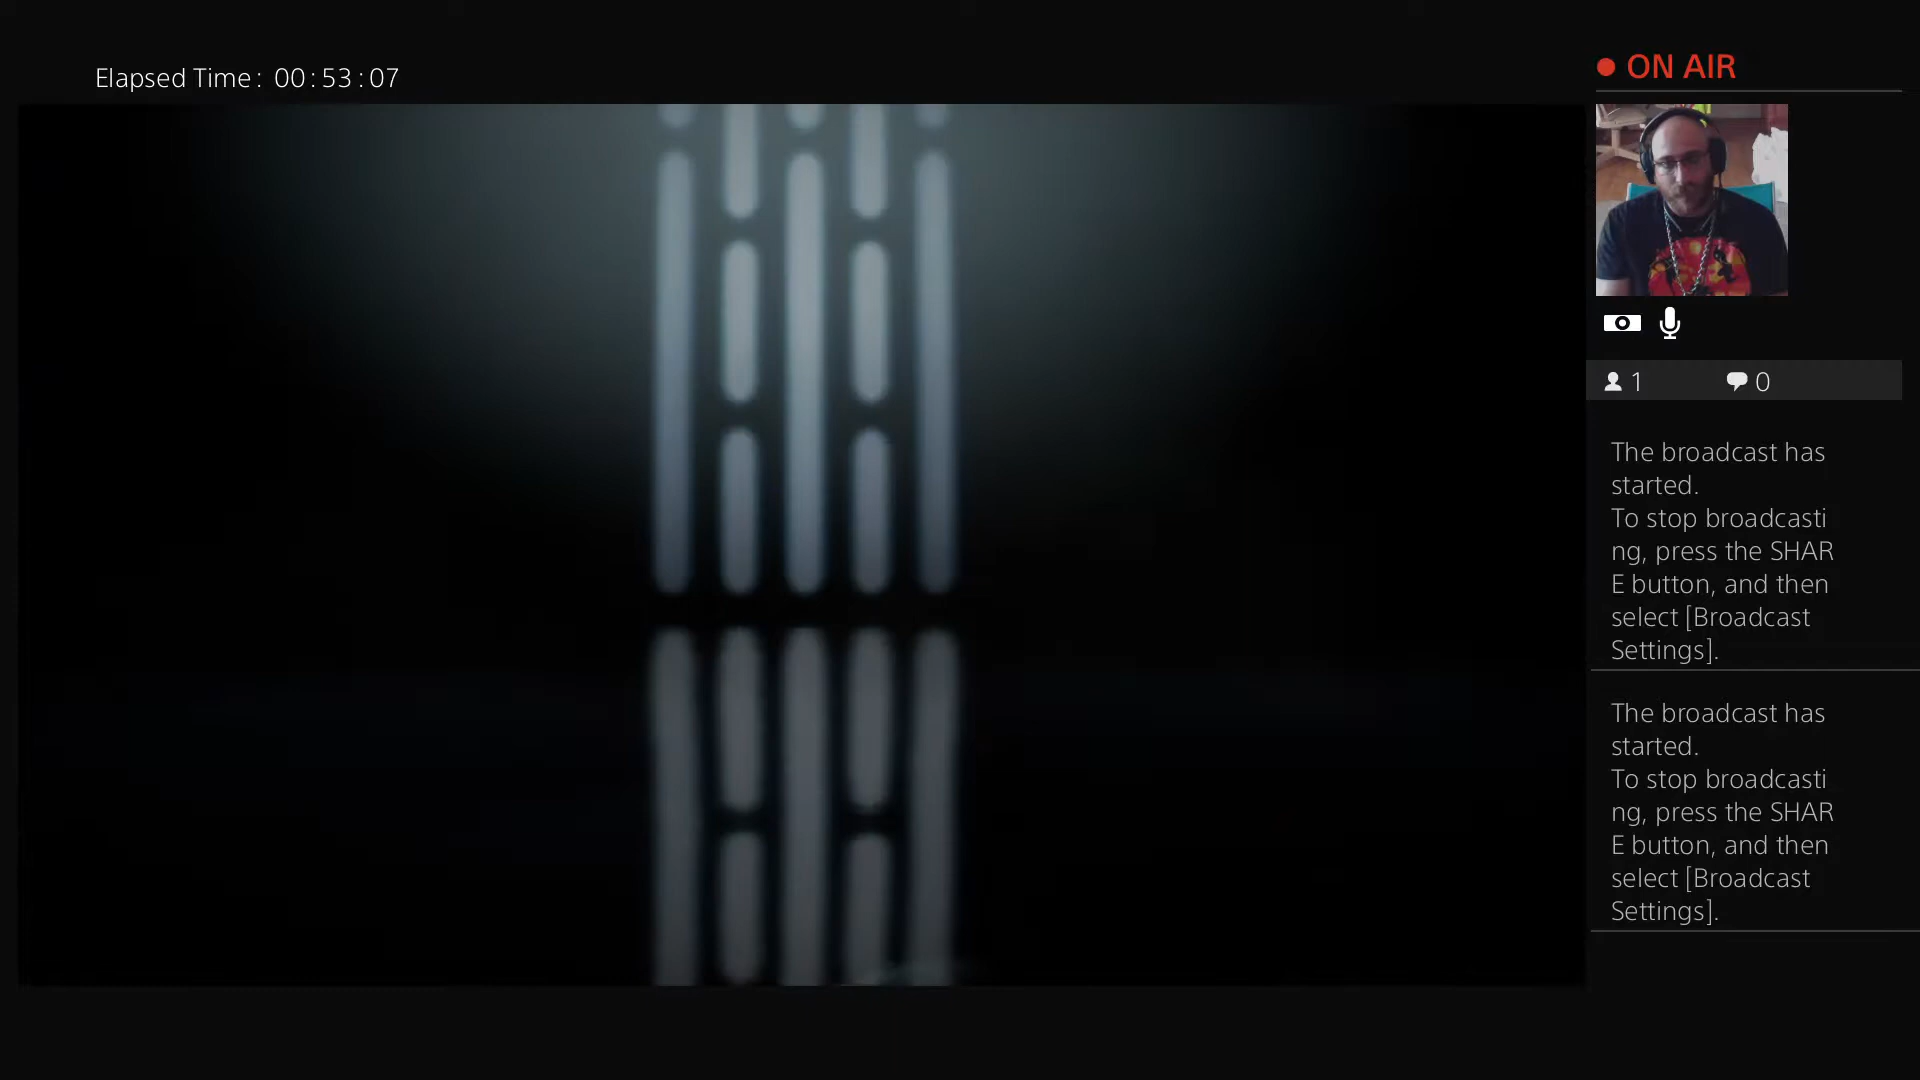 Elapsed Time: 00:53:07
ON AIR
1
0
The broadcast has
started.
To stop broadcasti
ng, press the SHAR
E button, and then
select [Broadcast
Settings].
The broadcast has
started.
To stop broadcasti
ng, press the SHAR
E button, and then
select [Broadcast
Settings].